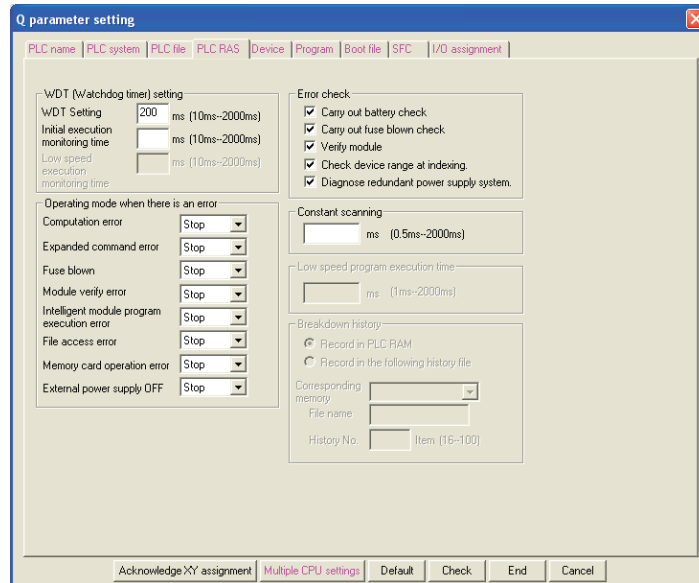 Q parameter setting
PLC name PLC system PLC file PLC RAS Device Program Boot file SFC I/O assignment
WDT (Watchdog timer) setting
WDT Setting 200 ms (10ms--2000ms)
Initial execution
monitoring time ms (10ms--2000ms)
Low speed
execution ms (10ms--2000ms)
monitoring time
Operating mode when there is an error
Computation error Stop
Expanded command error Stop
Fuse blown Stop
Module verify error Stop
Intelligent module program
execution error Stop
File access error Stop
Memory card operation error Stop
External power supply OFF Stop
Error check
Carry out battery check
Carry out fuse blown check
Verify module
Check device range at indexing.
Diagnose redundant power supply system.
Constant scanning
ms (0.5ms--2000ms)
Low speed program execution time
ms (1ms--2000ms)
Breakdown history
Record in PLC RAM
Record in the following history file
Corresponding
memory
File name
History No. Item (16--100)
Acknowledge XY assignment Multiple CPU settings Default Check End Cancel